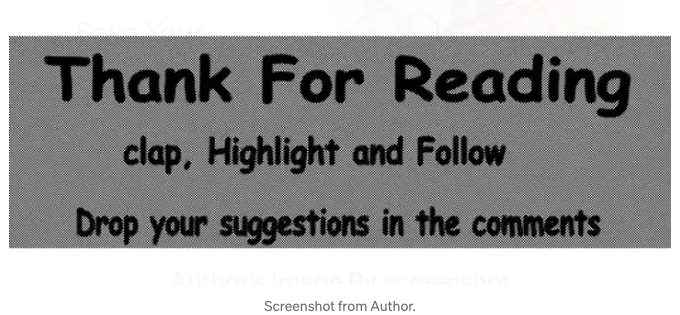 Save Your
Thank For Reading
clap, Highlight and Follow
Drop your suggestions in the comments
Author's Image By screenshot
Screenshot from Author.